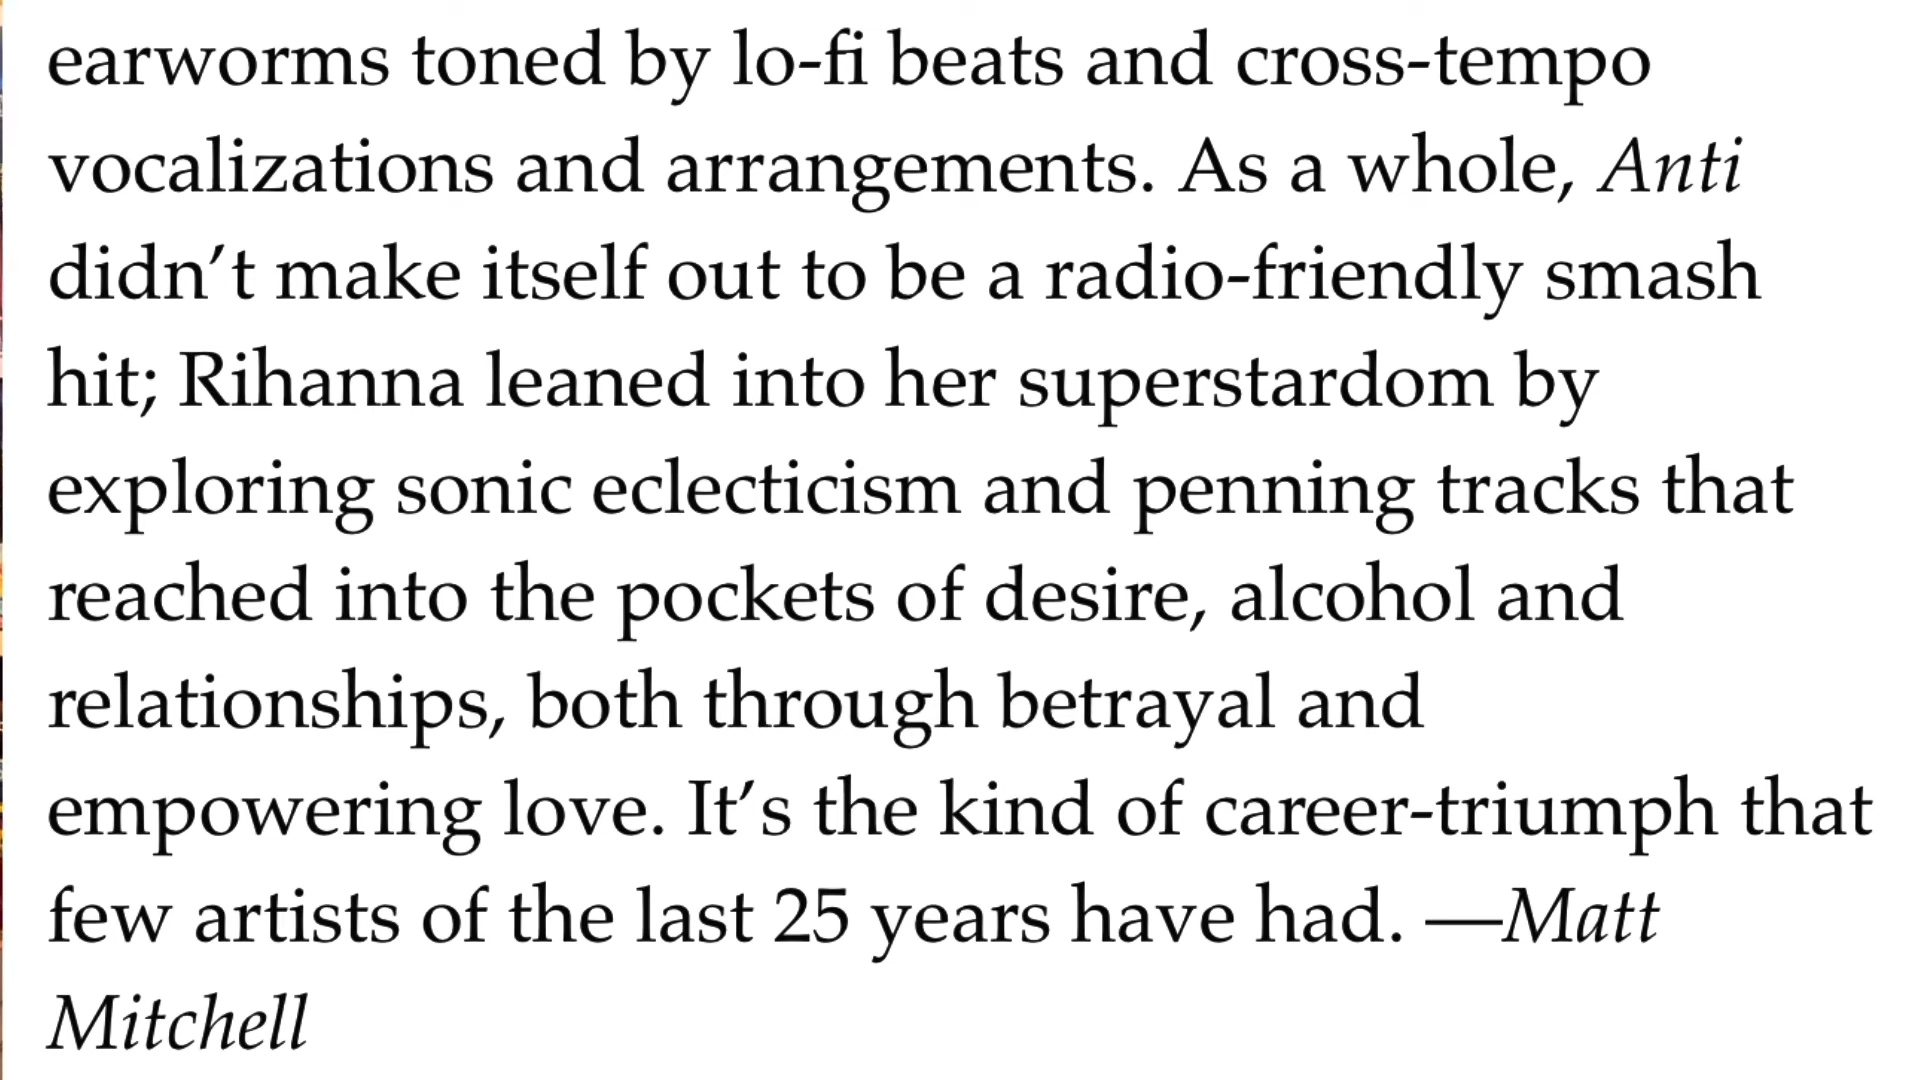 earworms toned by lo-fi beats and cross-tempo
vocalizations and arrangements. As a whole, Anti
didn’t make itself out to be a radio-friendly smash
hit; Rihanna leaned into her superstardom by
exploring sonic eclecticism and penning tracks that
reached into the pockets of desire, alcohol and
relationships, both through betrayal and
empowering love. It’s the kind of career-triumph that
few artists of the last 25 years have had. —Matt
Mitchell